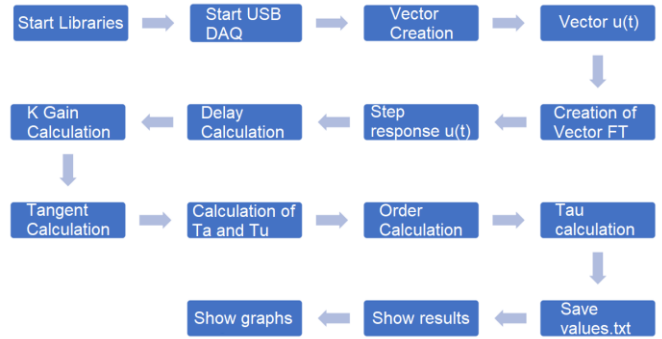 Start Libraries
Start USB
DAQ
Vector
Creation
Vector u(t)
Creation of
Vector FT
Step
response u(t)
Delay
Calculation
K Gain
Calculation
Tangent
Calculation
Calculation of
Ta and Tu
Order
Calculation
Tau
calculation
Save
values.txt
Show results
Show graphs